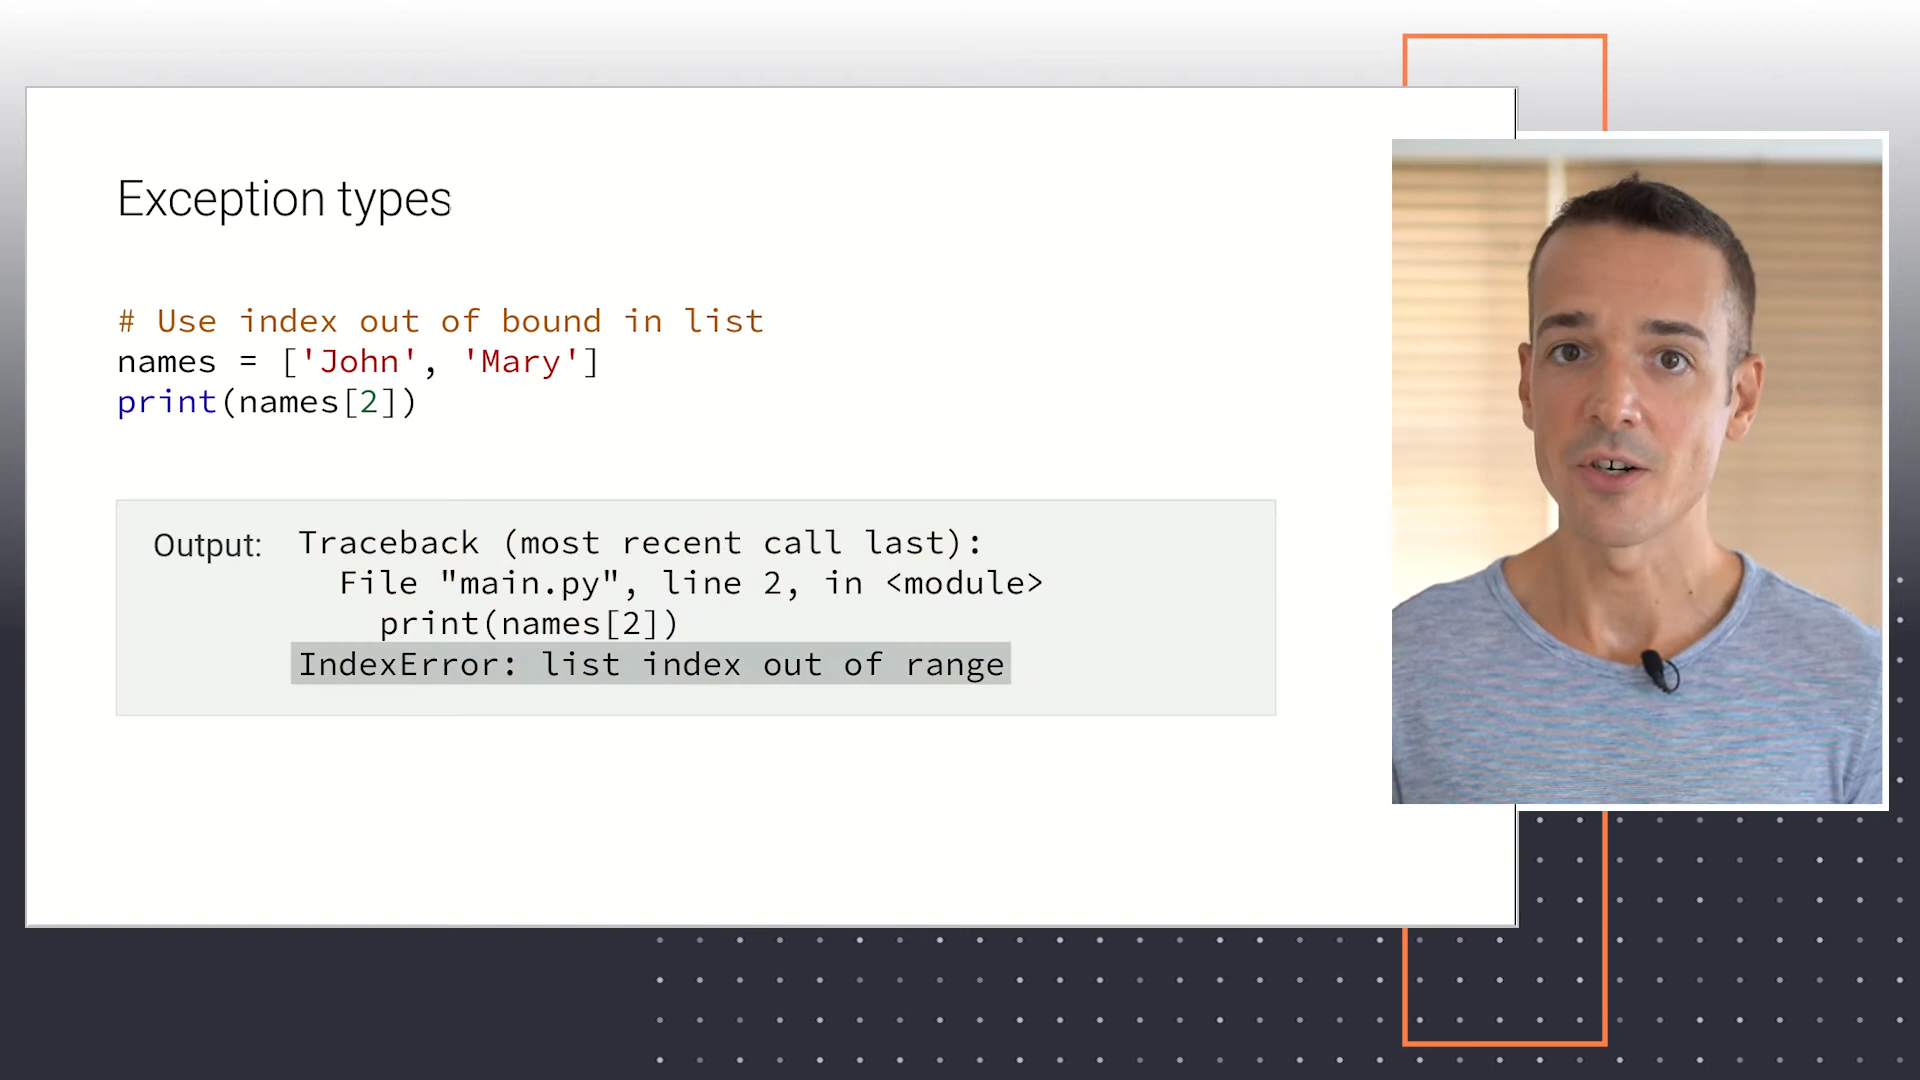 Exception types
# Use index out of bound in list
names = ['John', 'Mary']
print(names[2])
Output: Traceback (most recent call last):
File "main.py", line 2, in <module>
print(names[2])
IndexError: list index out of range